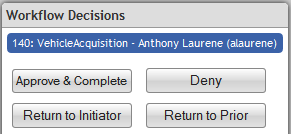 Workflow Decisions
140: VehicleAcquisition - Anthony Laurene (alaurene)
Approve & Complete Deny
Return to Initiator Return to Prior